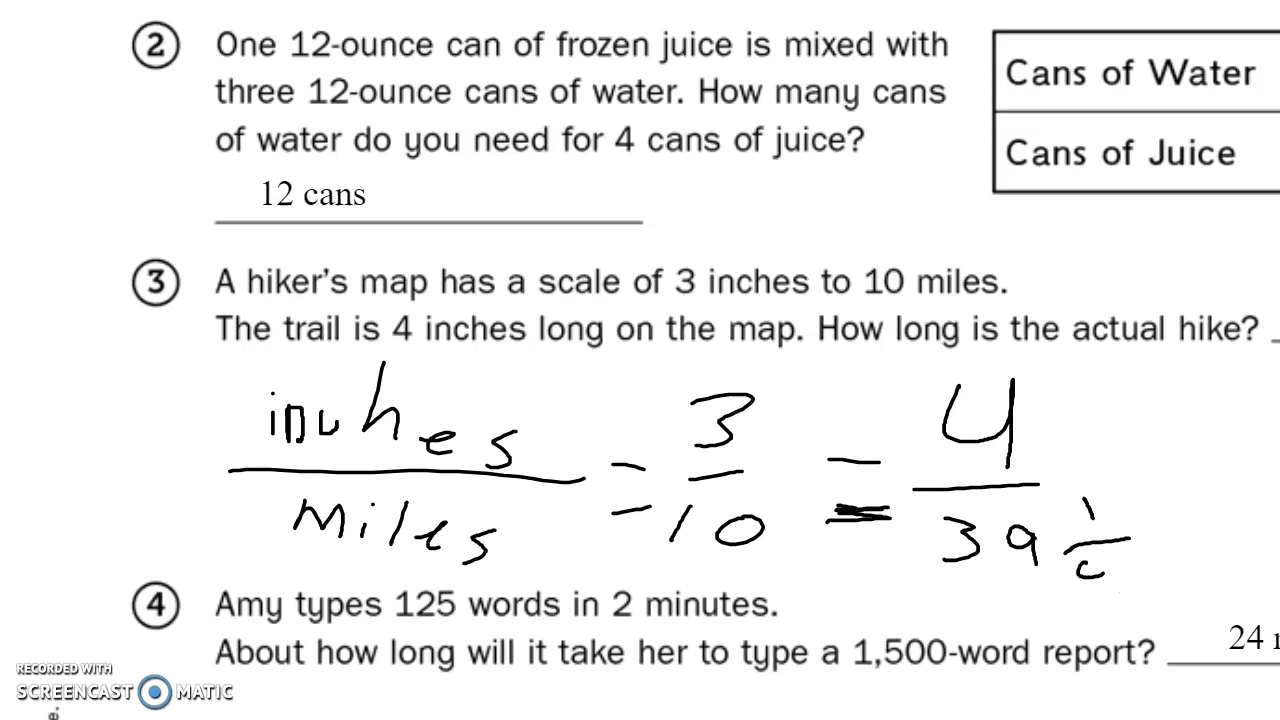 2 One 12-ounce can of frozen juice is mixed with
three 12-ounce cans of water. How many cans
of water do you need for 4 cans of juice?
12 cans
Cans of Water
Cans of Juice
3 A hiker's map has a scale of 3 inches to 10 miles.
The trail is 4 inches long on the map. How long is the actual hike?
inches
miles
= 3
10
= 4
39
4 Amy types 125 words in 2 minutes.
About how long will it take her to type a 1,500-word report?
24
RECORDED WITH
SCREENCAST MATIC